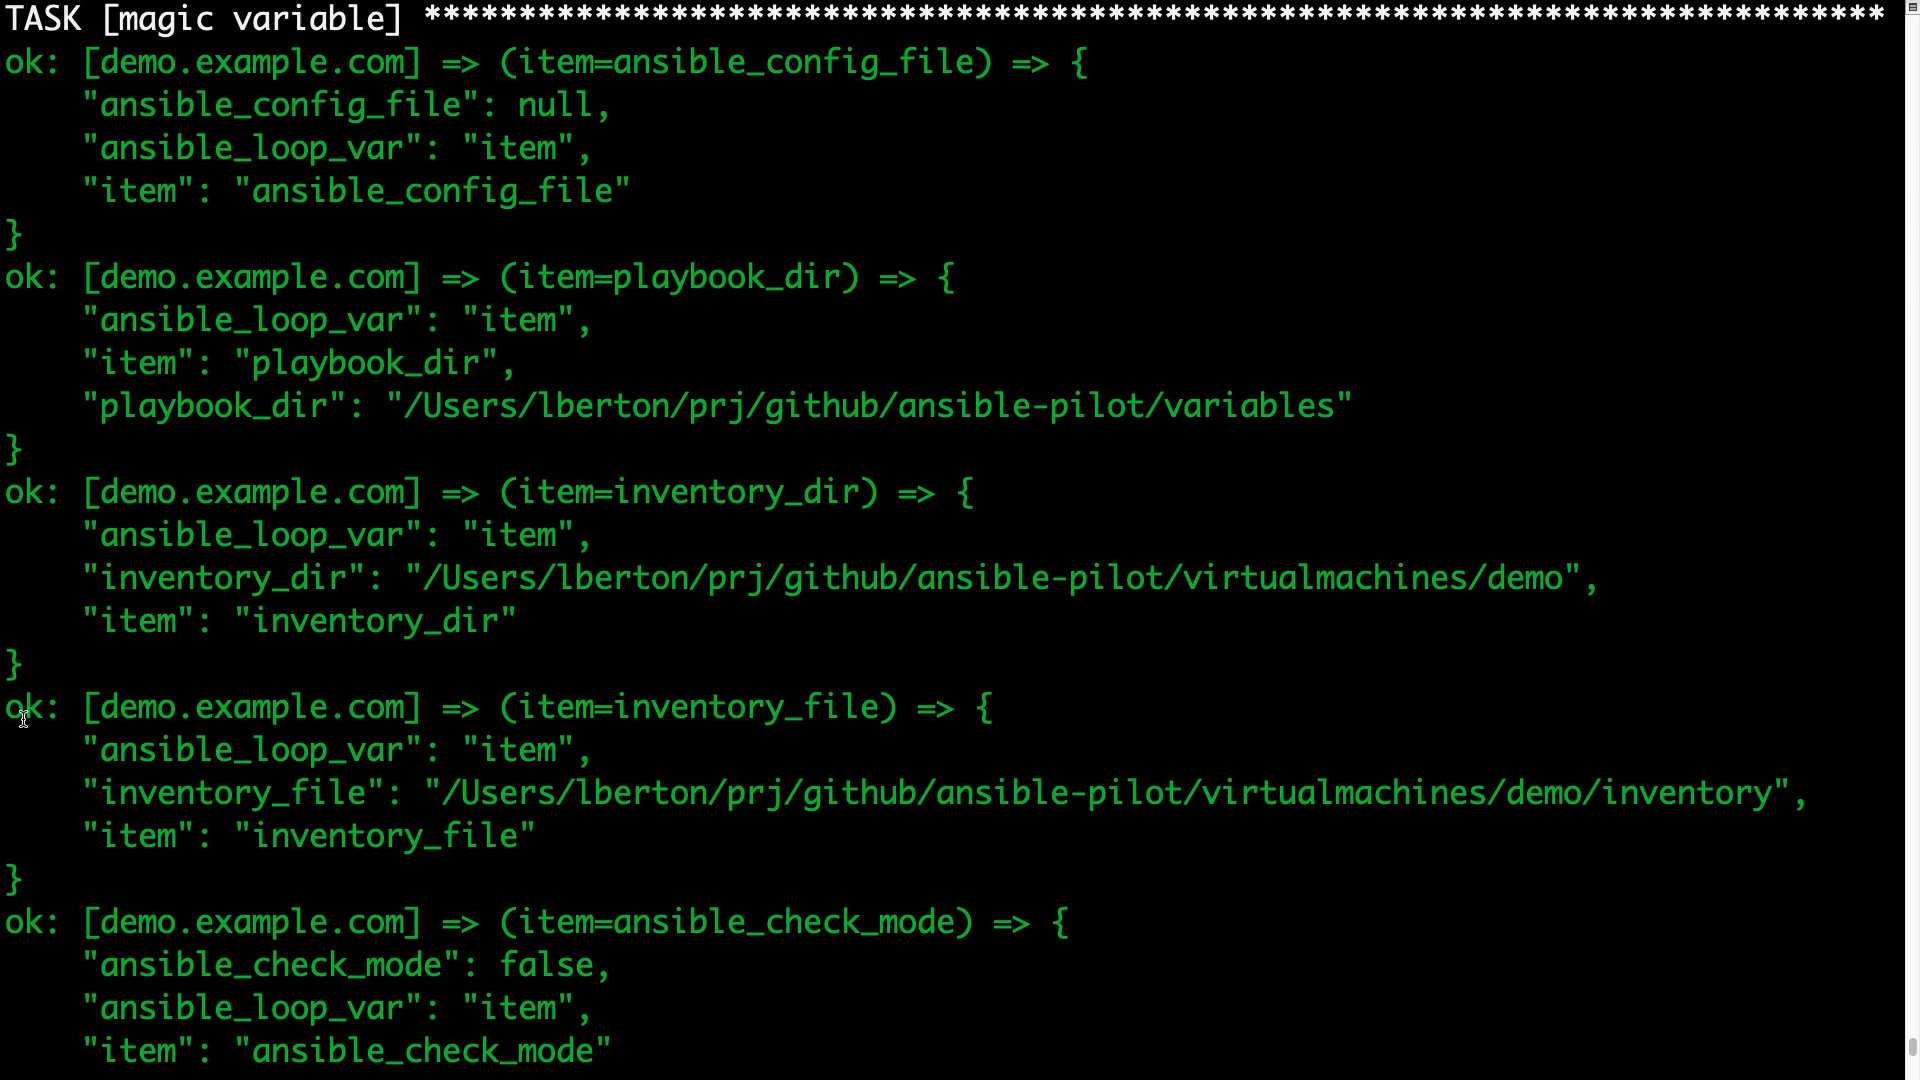 TASK [magic variable] *****************************************************************************
ok: [demo.example.com] => (item=ansible_config_file) => {
    "ansible_config_file": null,
    "ansible_loop_var": "item",
    "item": "ansible_config_file"
}
ok: [demo.example.com] => (item=playbook_dir) => {
    "ansible_loop_var": "item",
    "item": "playbook_dir",
    "playbook_dir": "/Users/lberton/prj/github/ansible-pilot/variables"
}
ok: [demo.example.com] => (item=inventory_dir) => {
    "ansible_loop_var": "item",
    "inventory_dir": "/Users/lberton/prj/github/ansible-pilot/virtualmachines/demo",
    "item": "inventory_dir"
}
ok: [demo.example.com] => (item=inventory_file) => {
    "ansible_loop_var": "item",
    "inventory_file": "/Users/lberton/prj/github/ansible-pilot/virtualmachines/demo/inventory",
    "item": "inventory_file"
}
ok: [demo.example.com] => (item=ansible_check_mode) => {
    "ansible_check_mode": false,
    "ansible_loop_var": "item",
    "item": "ansible_check_mode"